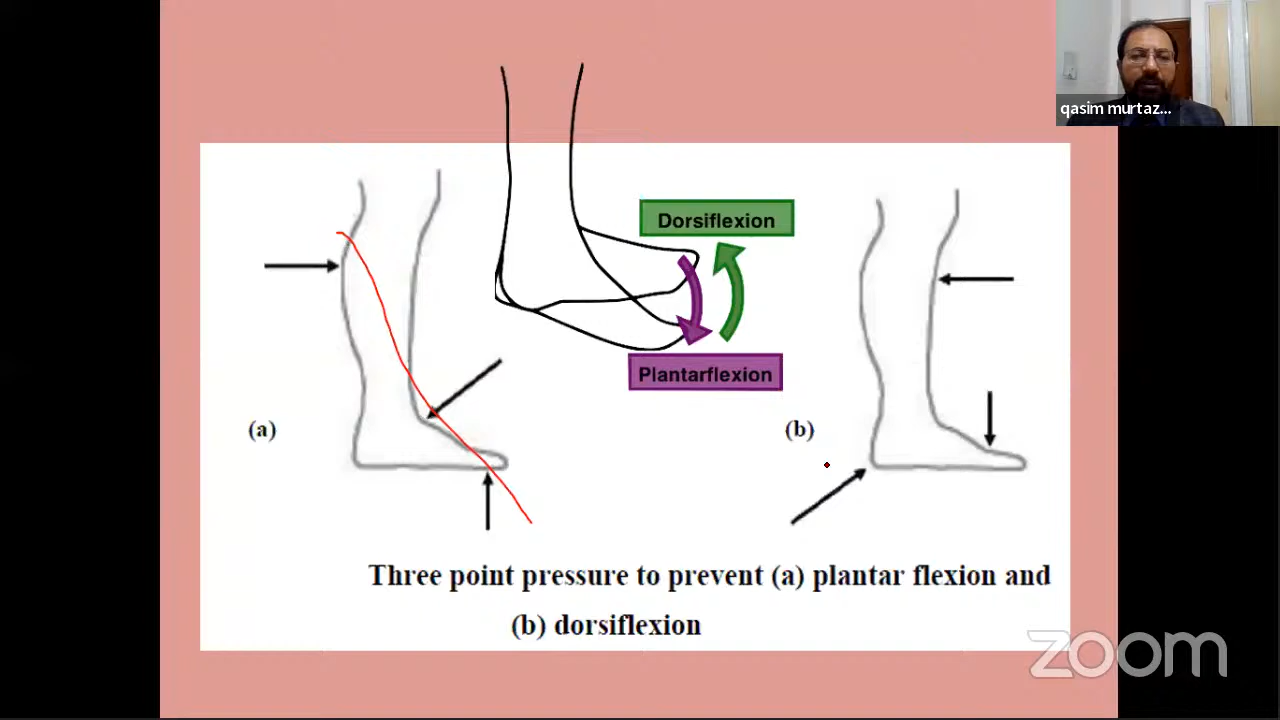 qasim murtaz...
Dorsiflexion
Plantarflexion
(a)
(b)
Three point pressure to prevent (a) plantar flexion and
(b) dorsiflexion
zoom